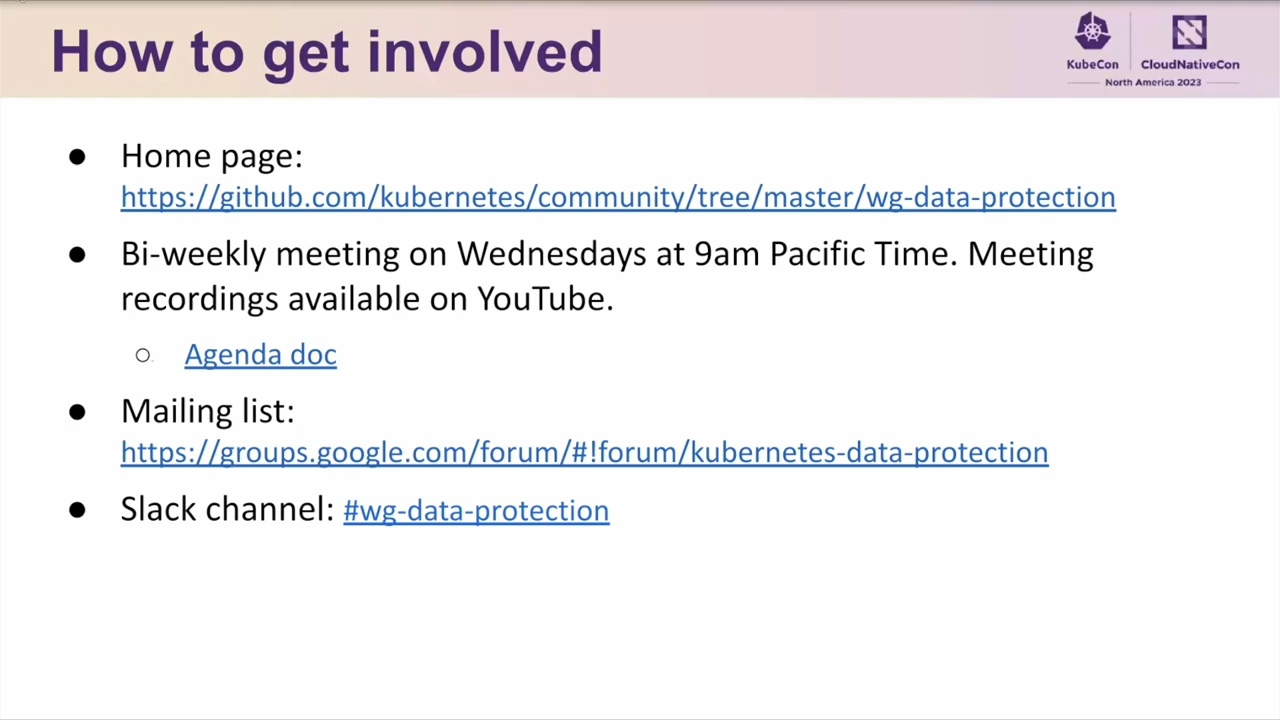 How to get involved
KubeCon
CloudNativeCon
North America 2023
● Home page:
https://github.com/kubernetes/community/tree/master/wg-data-protection
● Bi-weekly meeting on Wednesdays at 9am Pacific Time. Meeting
recordings available on YouTube.
○ Agenda doc
● Mailing list:
https://groups.google.com/forum/#!forum/kubernetes-data-protection
● Slack channel: #wg-data-protection